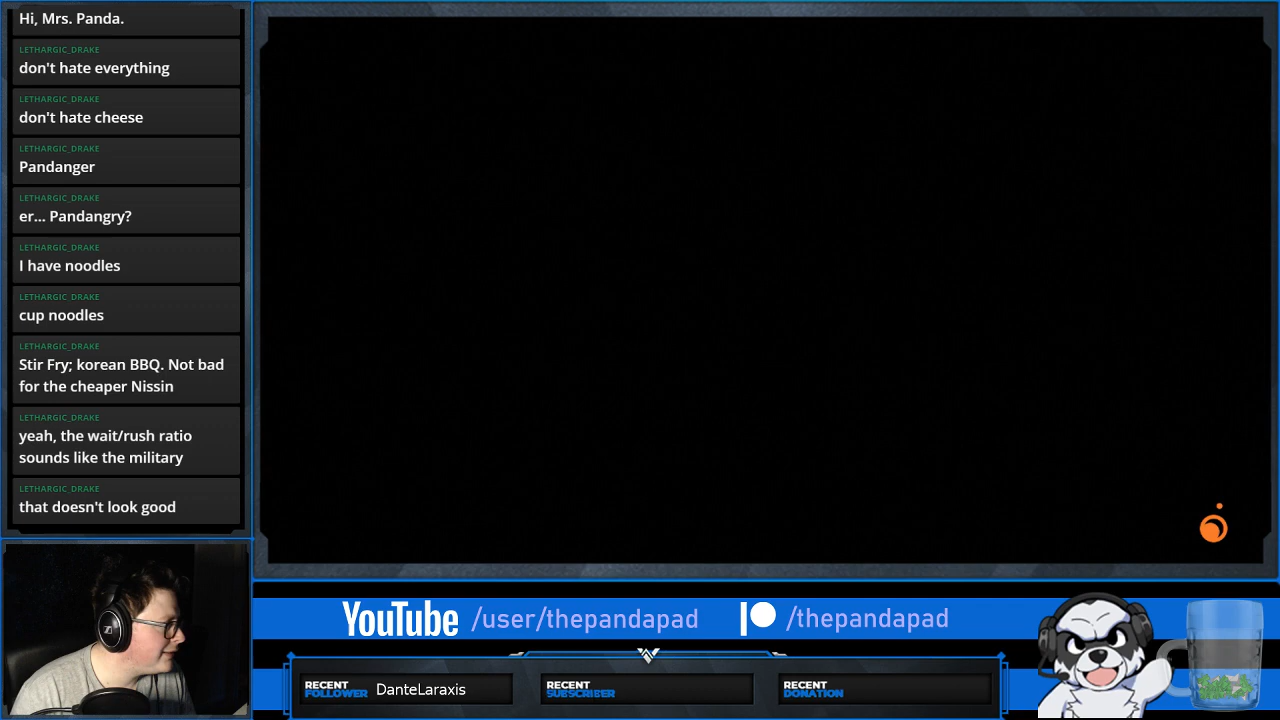 Hi, Mrs. Panda.
LETHARGIC_DRAKE
don't hate everything
LETHARGIC_DRAKE
don't hate cheese
LETHARGIC_DRAKE
Pandanger
LETHARGIC_DRAKE
er... Pandangry?
LETHARGIC_DRAKE
I have noodles
LETHARGIC_DRAKE
cup noodles
LETHARGIC_DRAKE
Stir Fry; korean BBQ. Not bad
for the cheaper Nissin
LETHARGIC_DRAKE
yeah, the wait/rush ratio
sounds like the military
LETHARGIC_DRAKE
that doesn't look good
YouTube /user/thepandapad
/thepandapad
RECENT
FOLLOWER DanteLaraxis
RECENT
SUBSCRIBER
RECENT
DONATION